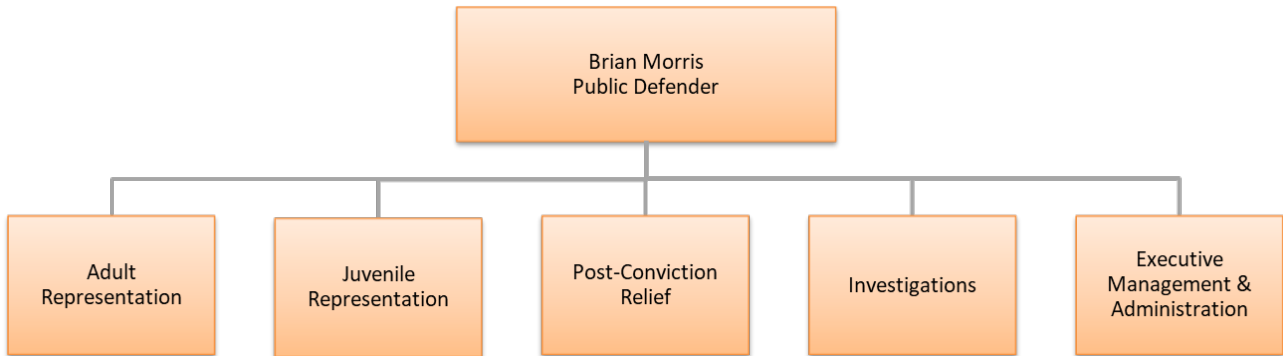 Brian Morris
Public Defender
Adult
Representation
Juvenile
Representation
Post-Conviction
Relief
Investigations
Executive
Management &
Administration